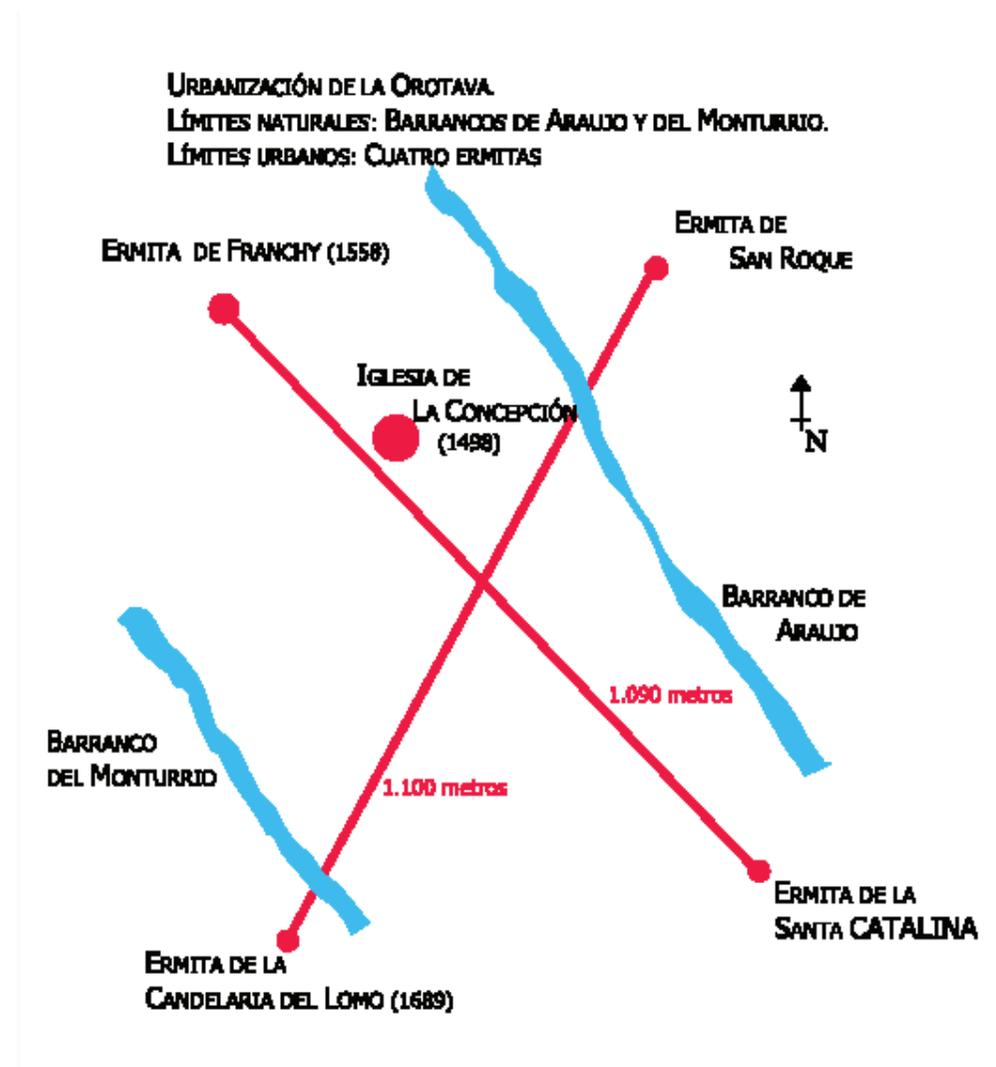 Urbanización de la Orotava.
Límites naturales: Barrancos de Araujo y del Monturrio.
Límites urbanos: Cuatro ermitas
Ermita de
San Roque
Ermita de Franchy (1558)
Iglesia de
La Concepción
(1498)
N
Barranco de
Araujo
1.090 metros
Barranco
del Monturrio
1.100 metros
Ermita de la
Santa CATALINA
Ermita de la
Candelaria del Lomo (1689)